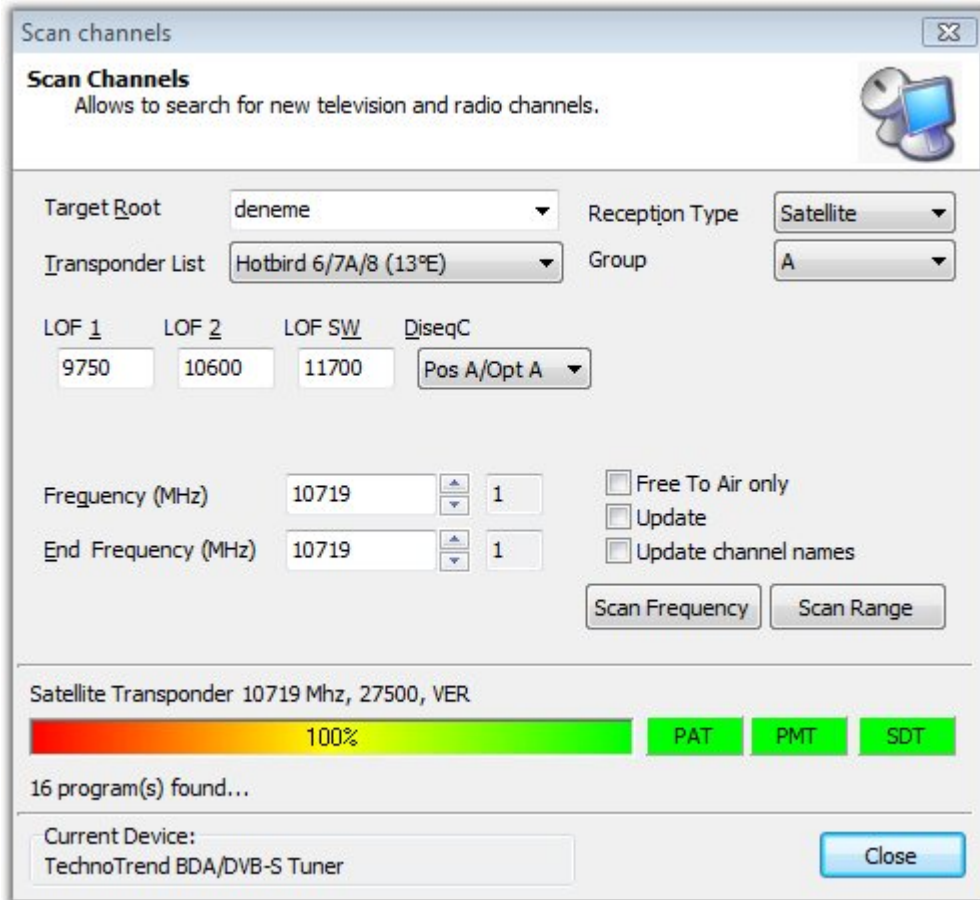 Scan channels
Scan Channels
Allows to search for new television and radio channels.
Target Root deneme Reception Type Satellite
Transponder List Hotbird 6/7A/8 (13ºE) Group A
LOF 1 LOF 2 LOF SW DiseqC
9750 10600 11700 Pos A/Opt A
Frequency (MHz) 10719 1 Free To Air only
Update
End Frequency (MHz) 10719 1 Update channel names
Scan Frequency Scan Range
Satellite Transponder 10719 Mhz, 27500, VER
100% PAT PMT SDT
16 program(s) found...
Current Device:
TechnoTrend BDA/DVB-S Tuner Close